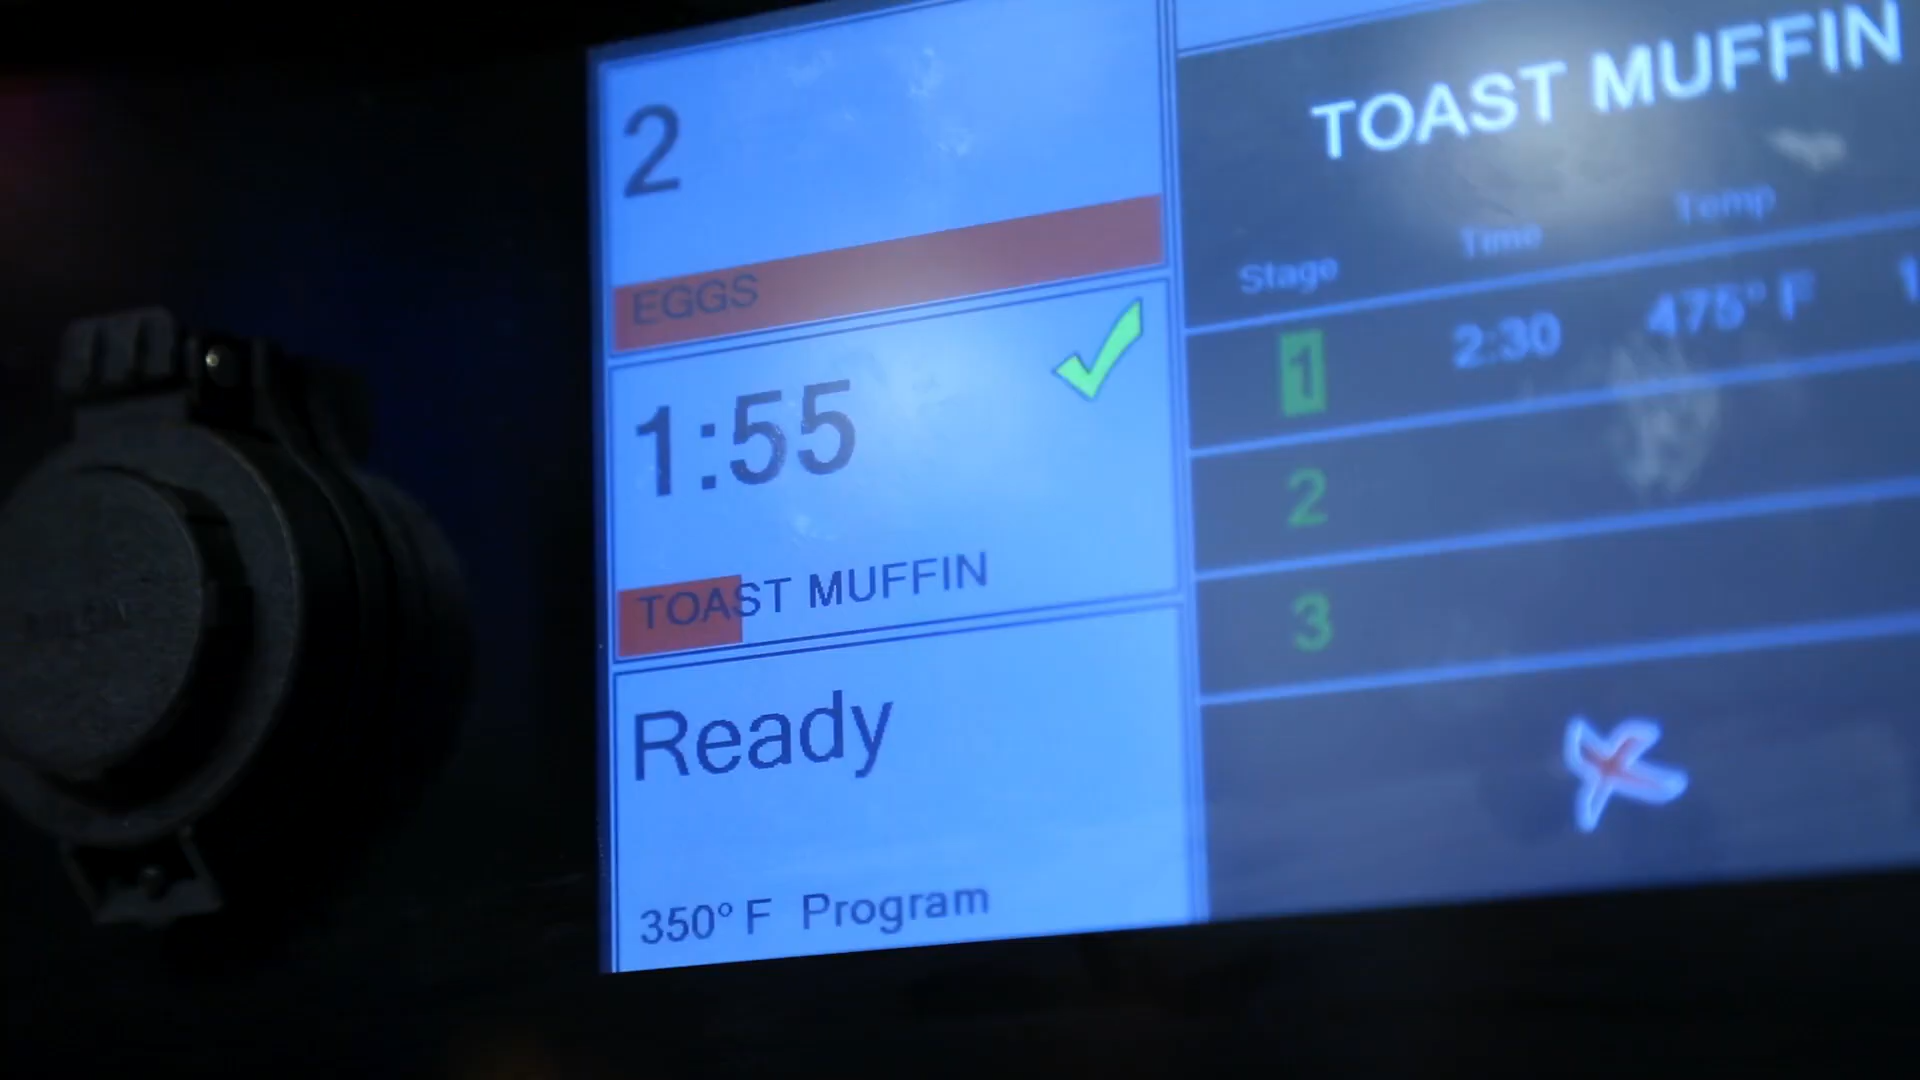 2
EGGS
1:55
TOAST MUFFIN
Ready
350° F Program
TOAST MUFFIN
Stage Time Temp
1 2:30 475° F
2
3